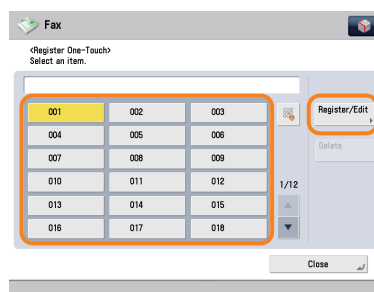 Fax
<Register One-Touch>
Select an item.
001 002 003 Register/Edit
004 005 006 Delete
007 008 009
010 011 012 1/12
013 014 015
016 017 018
Close